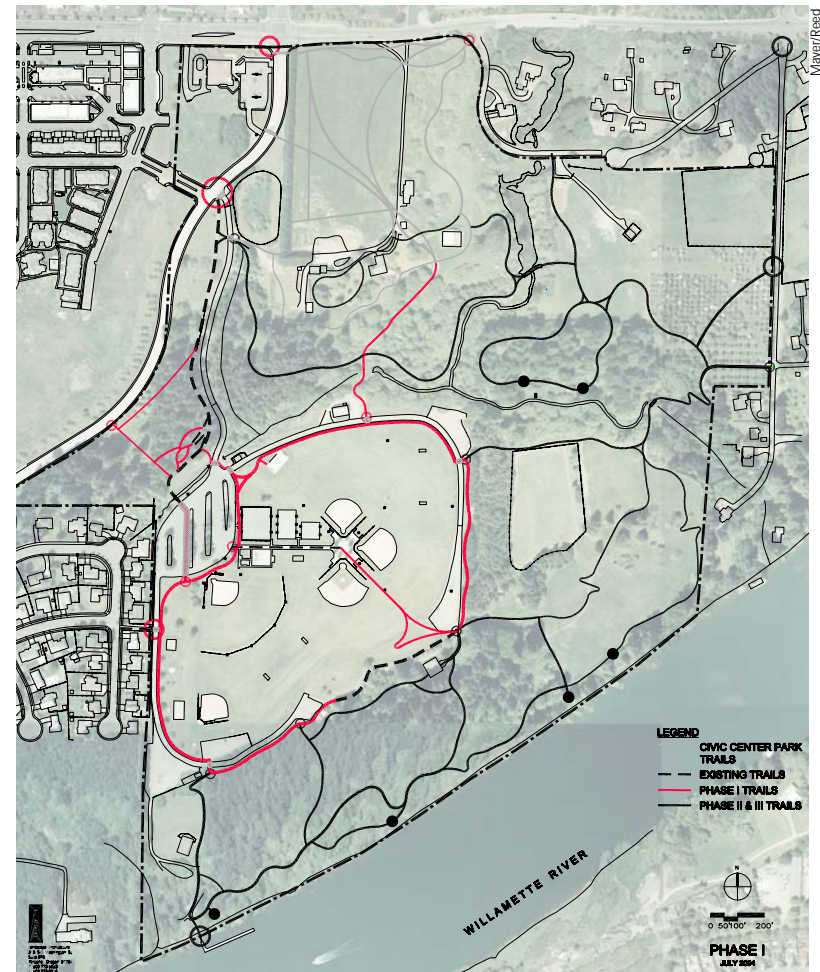 Mayer/Reed
LEGEND
CIVIC CENTER PARK
TRAILS
EXISTING TRAILS
PHASE I TRAILS
PHASE II & III TRAILS
WILLAMETTE RIVER
N
0 50'100' 200'
PHASE I
JULY 2004